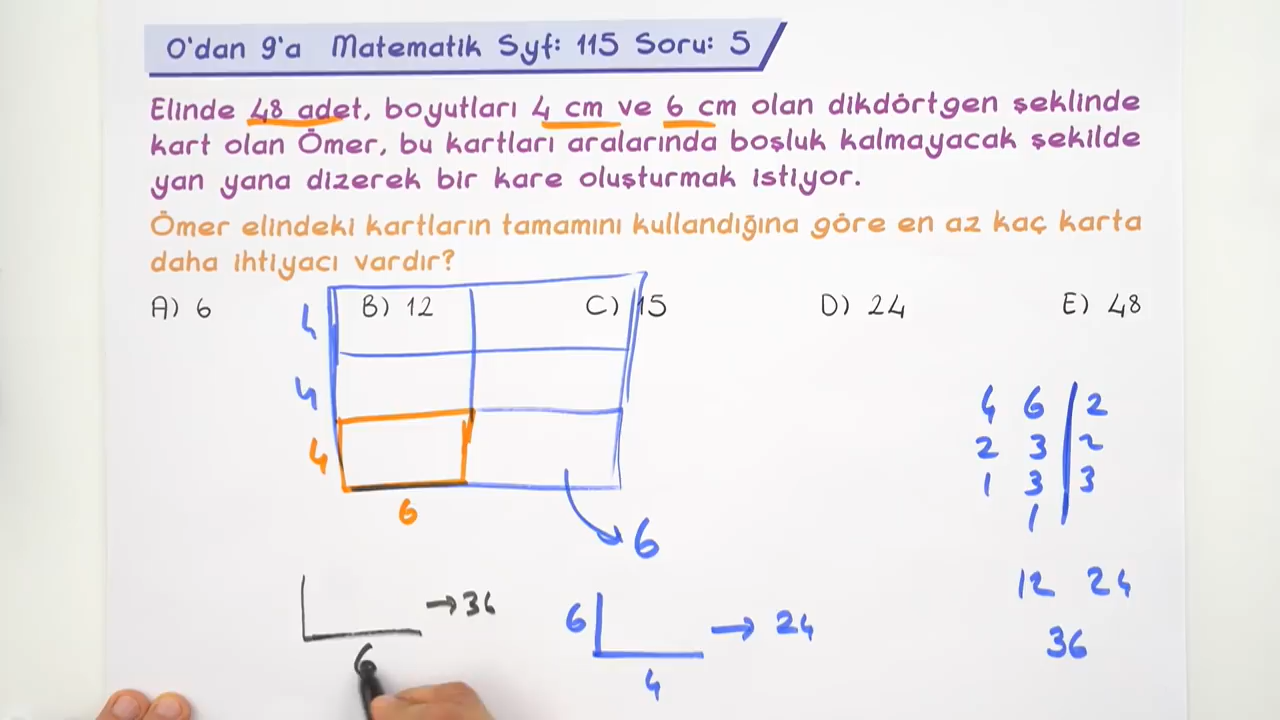 0'dan 9'a Matematik Syf: 115 Soru: 5
Elinde 48 adet, boyutları 4 cm ve 6 cm olan dikdörtgen şeklinde
kart olan Ömer, bu kartları aralarında boşluk kalmayacak şekilde
yan yana dizerek bir kare oluşturmak istiyor.
Ömer elindeki kartların tamamını kullandığına göre en az kaç karta
daha ihtiyacı vardır?
A) 6 B) 12 C) 15 D) 24 E) 48
4
4
4
6
6
4 6 2
2 3 2
1 3 3
1
12 24
36
→36
6
6 → 24
4